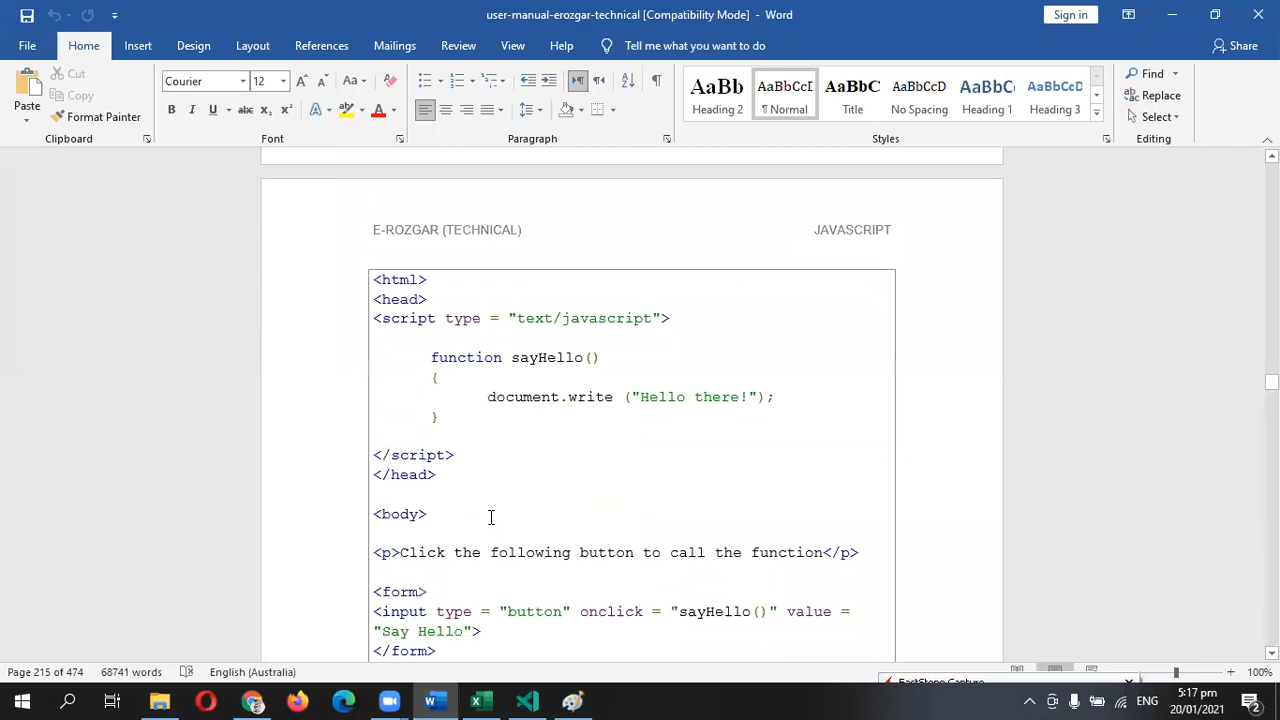 user-manual-erozgar-technical [Compatibility Mode] - Word
Sign in
File Home Insert Design Layout References Mailings Review View Help Tell me what you want to do Share
Paste
Cut
Copy
Format Painter
Clipboard
Courier 12
Font
Paragraph
AaBb AaBbCcI AaBbC AaBbCcD AaBbC AaBbCcD
Heading 2 ¶ Normal Title No Spacing Heading 1 Heading 3
Styles
Find
Replace
Select
Editing
E-ROZGAR (TECHNICAL) JAVASCRIPT
<html>
<head>
<script type = "text/javascript">
function sayHello()
{
document.write ("Hello there!");
}
</script>
</head>
<body>
<p>Click the following button to call the function</p>
<form>
<input type = "button" onclick = "sayHello()" value =
"Say Hello">
</form>
Page 215 of 474 68741 words English (Australia) 100%
ENG
5:17 pm
20/01/2021
2